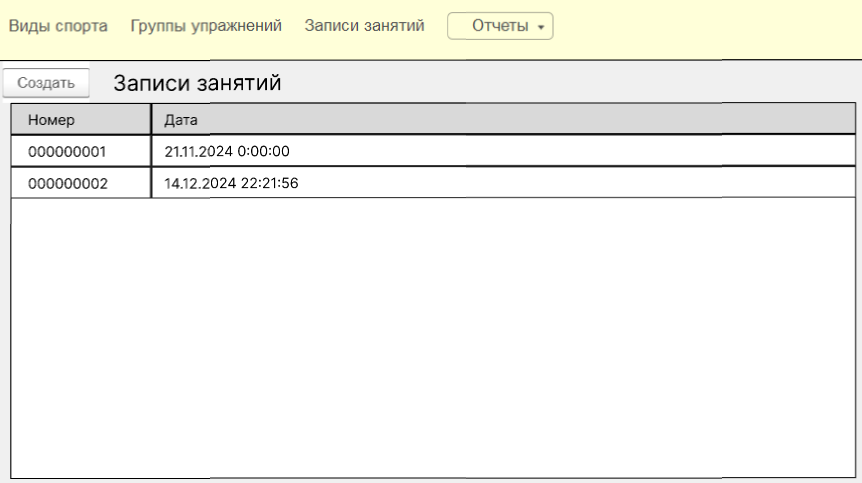 Виды спорта Группы упражнений Записи занятий Отчеты
Создать Записи занятий
Номер Дата
000000001 21.11.2024 0:00:00
000000002 14.12.2024 22:21:56